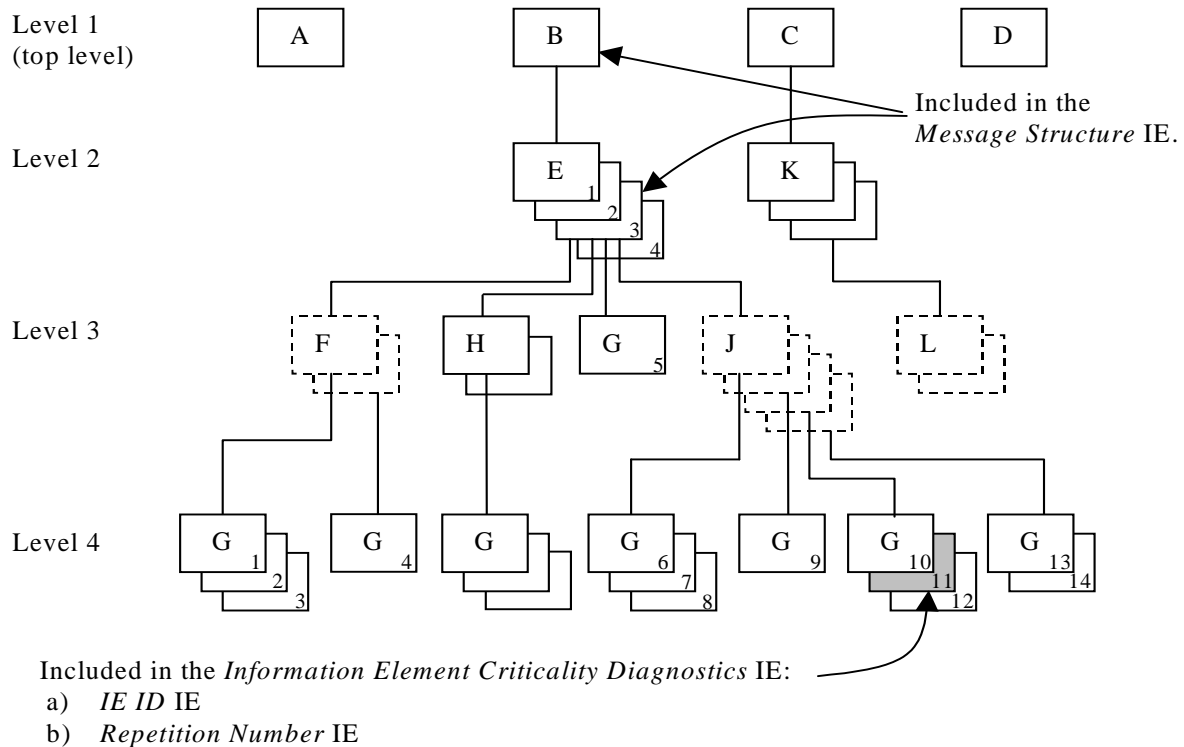 Level 1
(top level)
A
B
C
D
Included in the
Message Structure IE.
Level 2
E
1
2
3
4
K
Level 3
F
H
G
5
J
L
Level 4
G
1
2
3
G
4
G
G
6
7
8
G
9
G
10
11
12
G
13
14
Included in the Information Element Criticality Diagnostics IE:
a) IE ID IE
b) Repetition Number IE